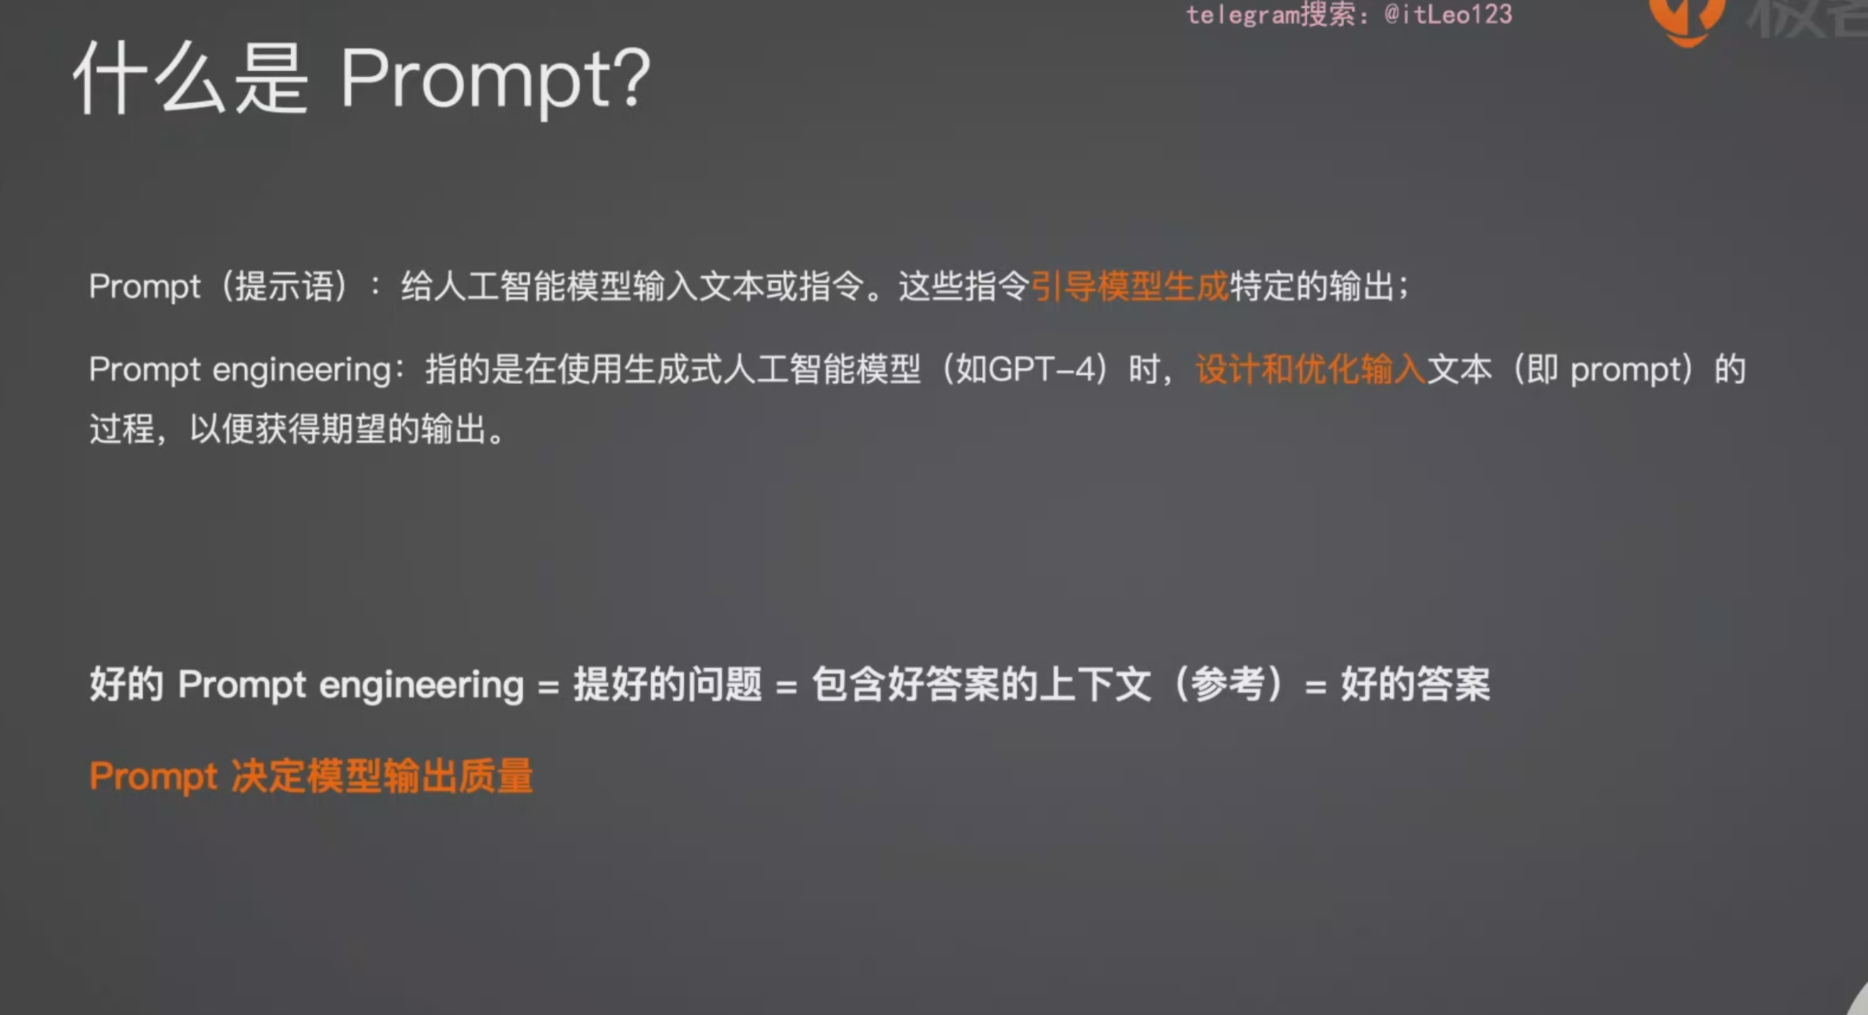 telegram搜索：@itLeo123
什么是 Prompt？
Prompt（提示语）：给人工智能模型输入文本或指令。这些指令引导模型生成特定的输出；
Prompt engineering：指的是在使用生成式人工智能模型（如GPT-4）时，设计和优化输入文本（即 prompt）的
过程，以便获得期望的输出。
好的 Prompt engineering = 提好的问题 = 包含好答案的上下文（参考）= 好的答案
Prompt 决定模型输出质量